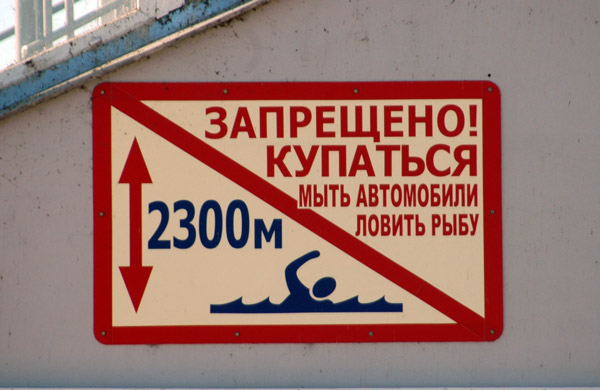 ЗАПРЕЩЕНО!
КУПАТЬСЯ
МЫТЬ АВТОМОБИЛИ
ЛОВИТЬ РЫБУ
2300м